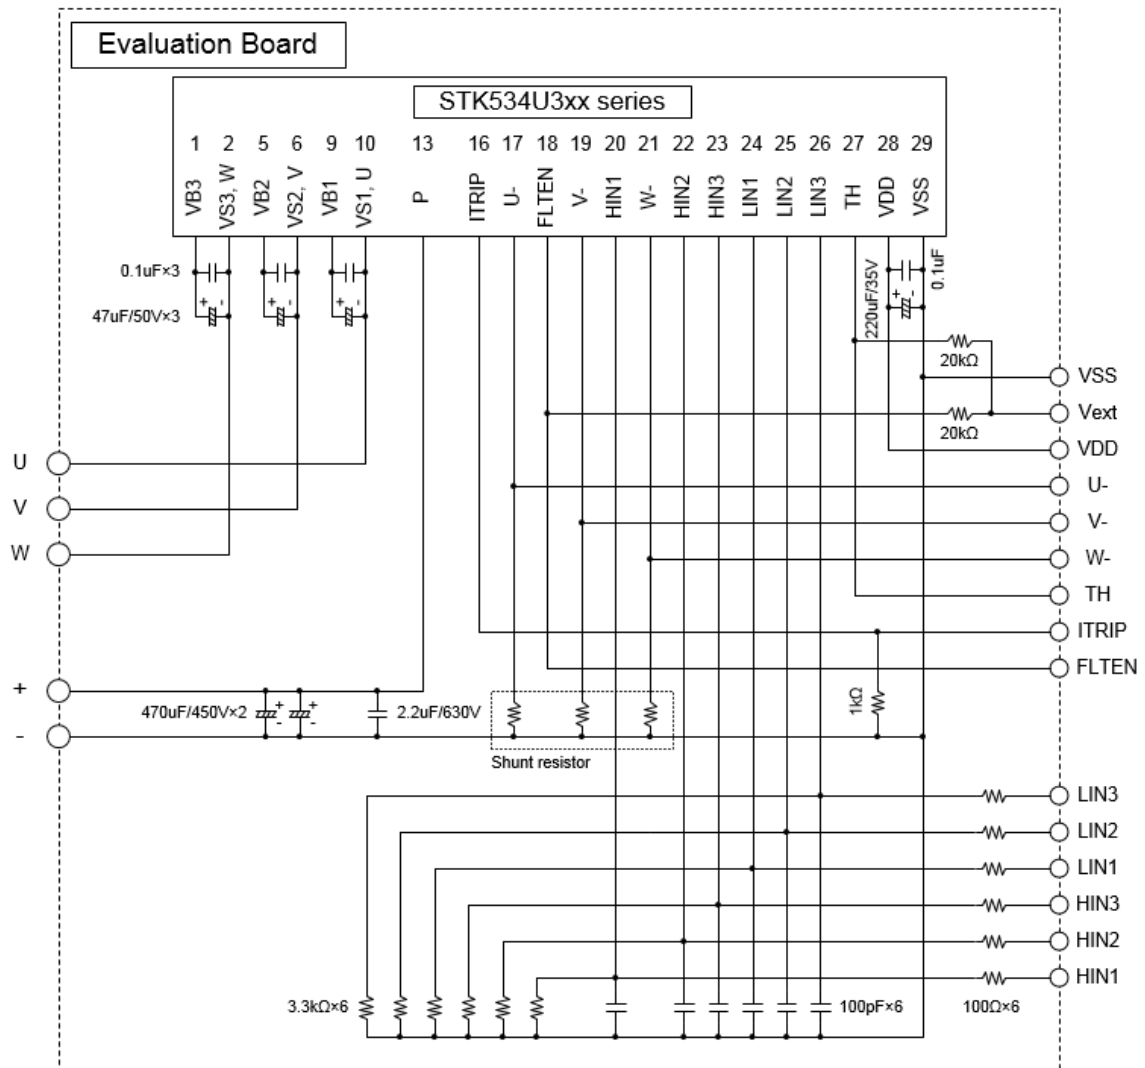 Evaluation Board
STK534U3xx series
1 2 5 6 9 10 13 16 17 18 19 20 21 22 23 24 25 26 27 28 29
VB3
VS3, W
VB2
VS2, V
VB1
VS1, U
P
ITRIP
U-
FLTEN
V-
HIN1
W-
HIN2
HIN3
LIN1
LIN2
LIN3
TH
VDD
VSS
0.1uF×3
+ -
+ -
+ -
47uF/50V×3
220uF/35V
+ -
0.1uF
20kΩ
VSS
Vext
20kΩ
VDD
U
U-
V
V-
W
W-
TH
ITRIP
FLTEN
+
470uF/450V×2
+
-
+
-
2.2uF/630V
1kΩ
-
Shunt resistor
LIN3
LIN2
LIN1
HIN3
HIN2
HIN1
3.3kΩ×6
100pF×6
100Ω×6